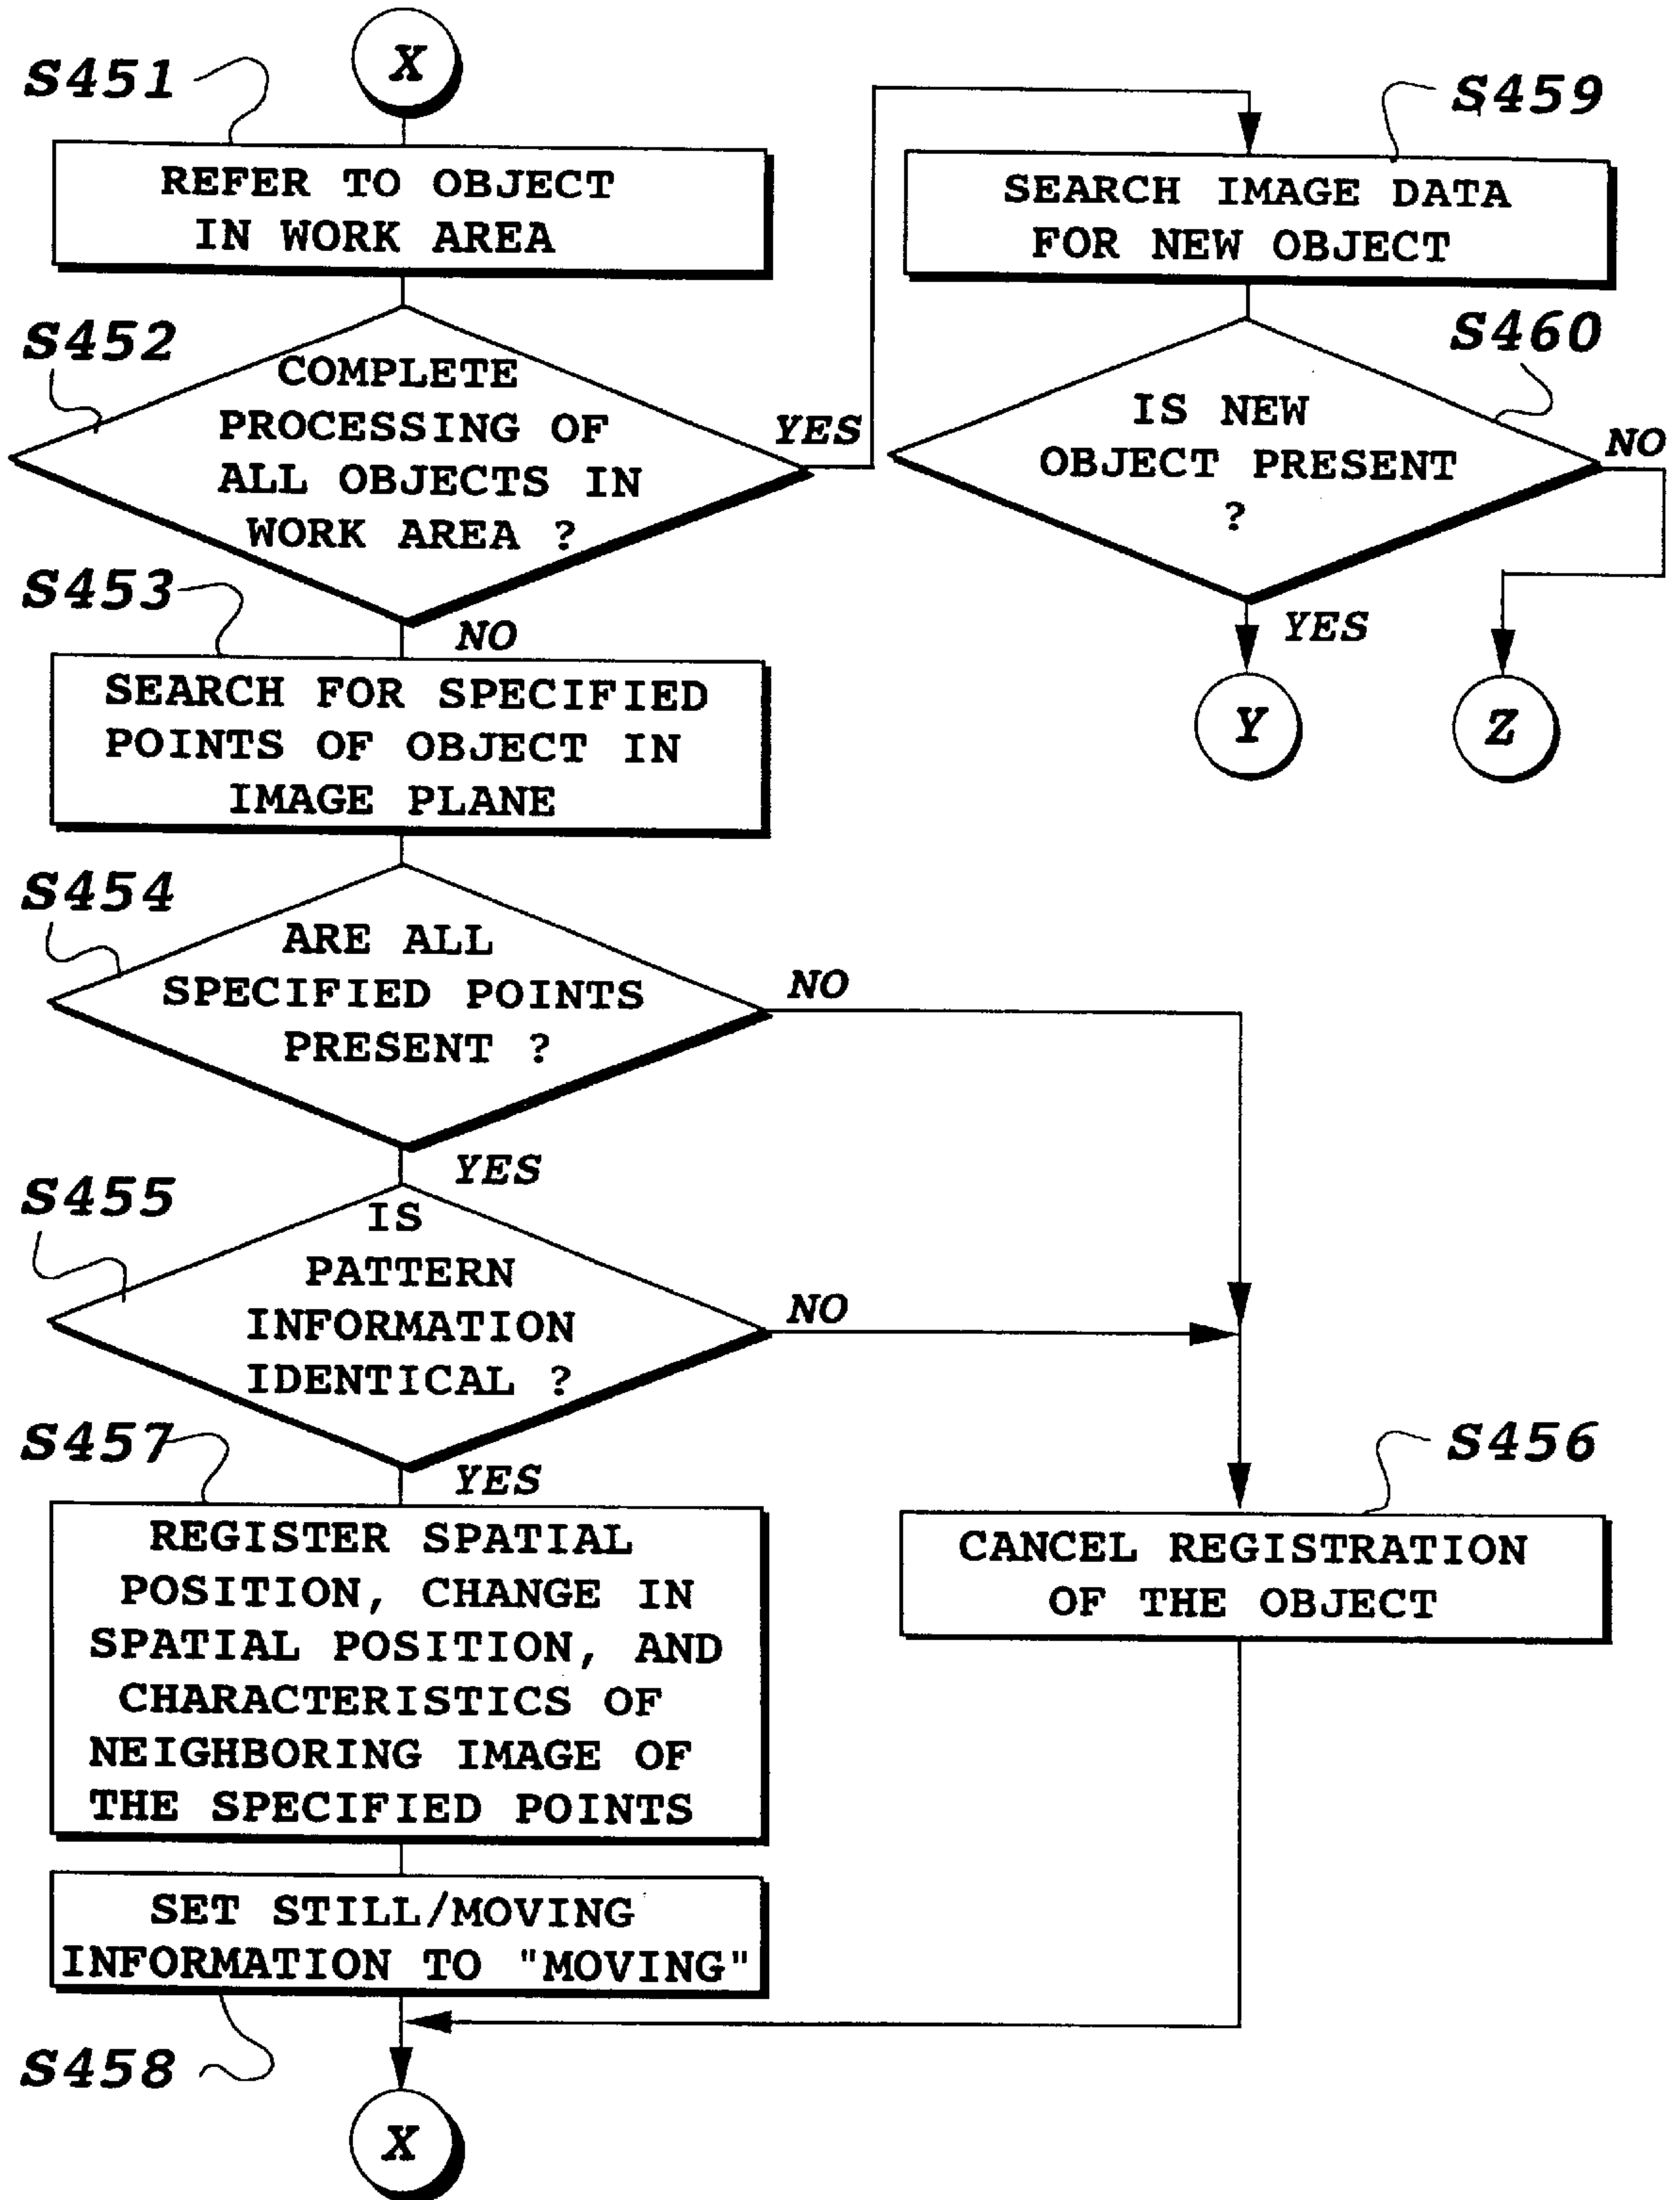 X
S451
REFER TO OBJECT
IN WORK AREA
S452
COMPLETE
PROCESSING OF
ALL OBJECTS IN
WORK AREA ?
YES
NO
S453
SEARCH FOR SPECIFIED
POINTS OF OBJECT IN
IMAGE PLANE
S454
ARE ALL
SPECIFIED POINTS
PRESENT ?
NO
YES
S455
IS
PATTERN
INFORMATION
IDENTICAL ?
NO
YES
S457
REGISTER SPATIAL
POSITION, CHANGE IN
SPATIAL POSITION, AND
CHARACTERISTICS OF
NEIGHBORING IMAGE OF
THE SPECIFIED POINTS
SET STILL/MOVING
INFORMATION TO "MOVING"
S458
X
S459
SEARCH IMAGE DATA
FOR NEW OBJECT
S460
IS NEW
OBJECT PRESENT
?
NO
YES
Y
Z
S456
CANCEL REGISTRATION
OF THE OBJECT